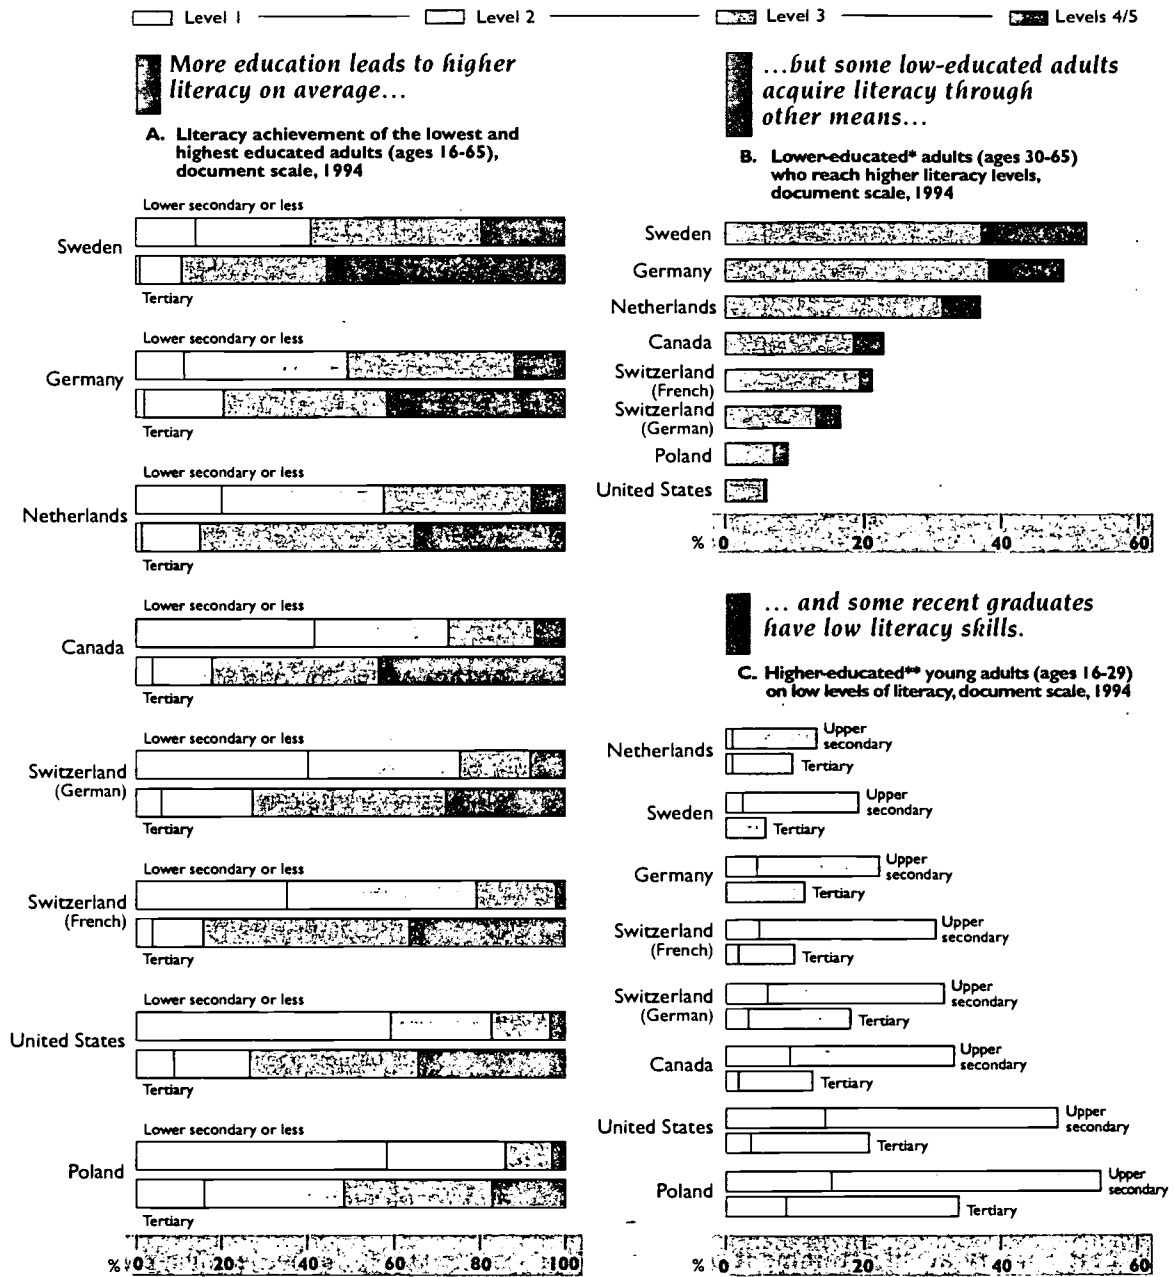 Level 1 Level 2 Level 3 Levels 4/5
More education leads to higher
literacy on average...
A. Literacy achievement of the lowest and
highest educated adults (ages 16-65),
document scale, 1994
Lower secondary or less
Sweden
Tertiary
Lower secondary or less
Germany
Tertiary
Lower secondary or less
Netherlands
Tertiary
Lower secondary or less
Canada
Tertiary
Lower secondary or less
Switzerland
(German)
Tertiary
Lower secondary or less
Switzerland
(French)
Tertiary
Lower secondary or less
United States
Tertiary
Lower secondary or less
Poland
Tertiary
% 0 20 40 60 80 100
...but some low-educated adults
acquire literacy through
other means...
B. Lower-educated* adults (ages 30-65)
who reach higher literacy levels,
document scale, 1994
Sweden
Germany
Netherlands
Canada
Switzerland
(French)
Switzerland
(German)
Poland
United States
% 0 20 40 60
... and some recent graduates
have low literacy skills.
C. Higher-educated** young adults (ages 16-29)
on low levels of literacy, document scale, 1994
Netherlands
Upper
secondary
Tertiary
Sweden
Upper
secondary
Tertiary
Germany
Upper
secondary
Tertiary
Switzerland
(French)
Upper
secondary
Tertiary
Switzerland
(German)
Upper
secondary
Tertiary
Canada
Upper
secondary
Tertiary
United States
Upper
secondary
Tertiary
Poland
Upper
secondary
Tertiary
% 0 20 40 60